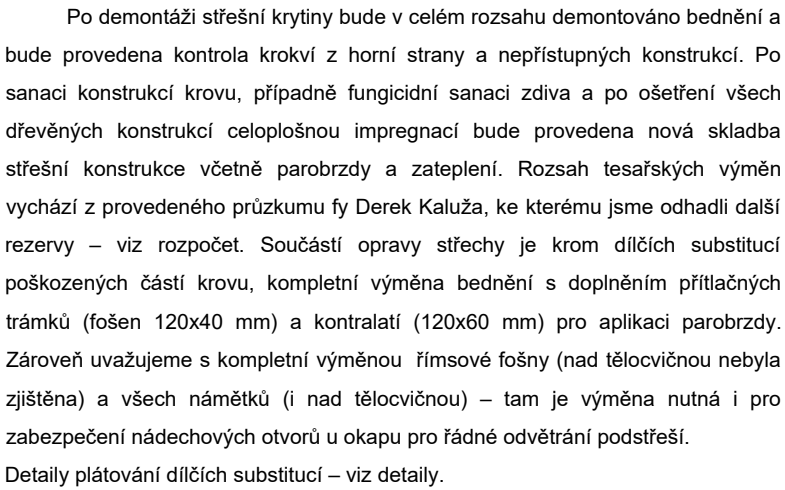 Po demontáži střešní krytiny bude v celém rozsahu demontováno bednění a
bude provedena kontrola krokví z horní strany a nepřístupných konstrukcí. Po
sanaci konstrukcí krovu, případně fungicidní sanaci zdiva a po ošetření všech
dřevěných konstrukcí celoplošnou impregnací bude provedena nová skladba
střešní konstrukce včetně parobrzdy a zateplení. Rozsah tesařských výměn
vychází z provedeného průzkumu fy Derek Kaluža, ke kterému jsme odhadli další
rezervy – viz rozpočet. Součástí opravy střechy je krom dílčích substitucí
poškozených částí krovu, kompletní výměna bednění s doplněním přítlačných
trámků (fošen 120x40 mm) a kontralatí (120x60 mm) pro aplikaci parobrzdy.
Zároveň uvažujeme s kompletní výměnou římsové fošny (nad tělocvičnou nebyla
zjištěna) a všech námětků (i nad tělocvičnou) – tam je výměna nutná i pro
zabezpečení nádechových otvorů u okapu pro řádné odvětrání podstřeší.
Detaily plátování dílčích substitucí – viz detaily.